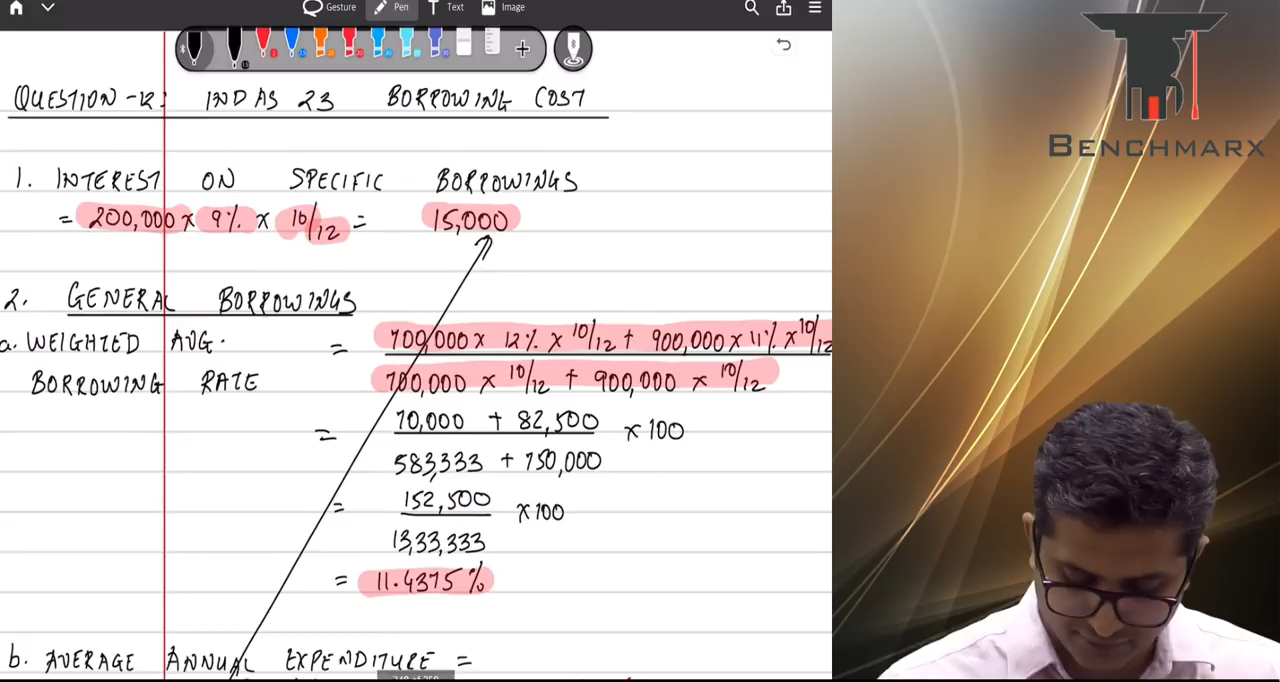 Gesture Pen Text Image
QUESTION -12: IND AS 23 BORROWING COST
1. INTEREST ON SPECIFIC BORROWINGS
= 200,000 x 9% x 10/12 = 15,000
2. GENERAL BORROWINGS
a. WEIGHTED AVG. BORROWING RATE
= 700,000 x 12% x 10/12 + 900,000 x 11% x 10/12
700,000 x 10/12 + 900,000 x 10/12
= 70,000 + 82,500 x 100
583,333 + 750,000
= 152,500 x 100
13,33,333
= 11.4375%
b. AVERAGE ANNUAL EXPENDITURE =
BENCHMARX